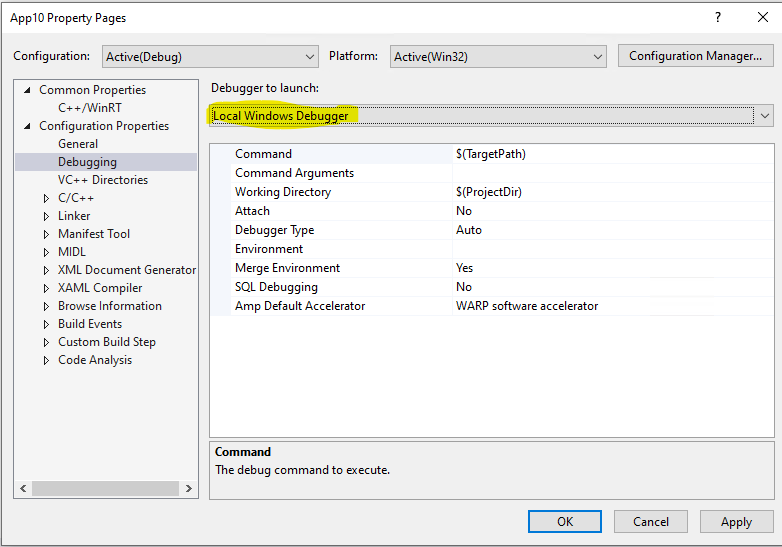 App10 Property Pages
Configuration: Active(Debug) Platform: Active(Win32) Configuration Manager...
Common Properties
C++/WinRT
Configuration Properties
General
Debugging
VC++ Directories
C/C++
Linker
Manifest Tool
MIDL
XML Document Generator
XAML Compiler
Browse Information
Build Events
Custom Build Step
Code Analysis
Debugger to launch:
Local Windows Debugger
Command $(TargetPath)
Command Arguments
Working Directory $(ProjectDir)
Attach No
Debugger Type Auto
Environment
Merge Environment Yes
SQL Debugging No
Amp Default Accelerator WARP software accelerator
Command
The debug command to execute.
OK Cancel Apply